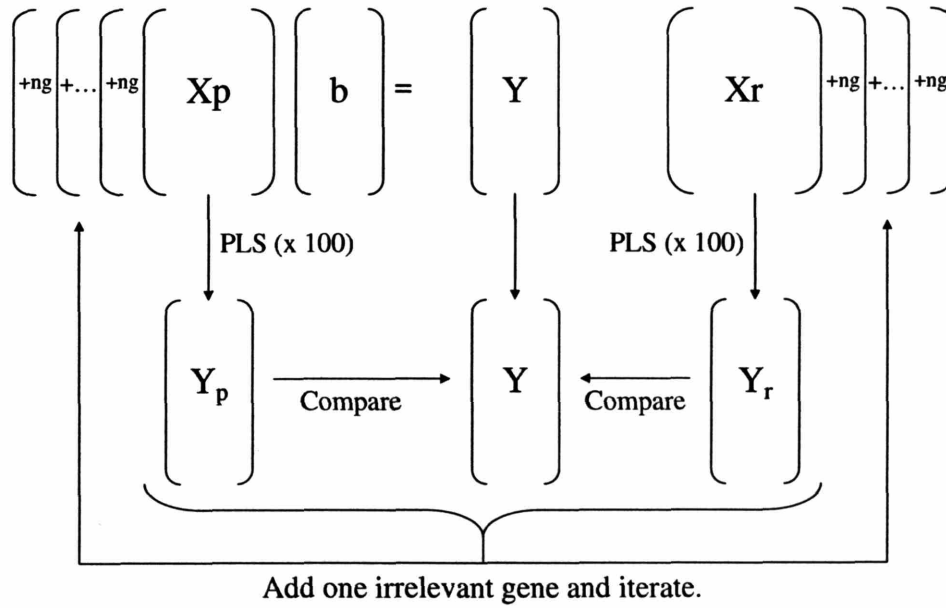 +ng +... +ng Xp b = Y Xr +ng +... +ng
PLS (x 100) PLS (x 100)
Yp Y Yr
Compare Compare
Add one irrelevant gene and iterate.